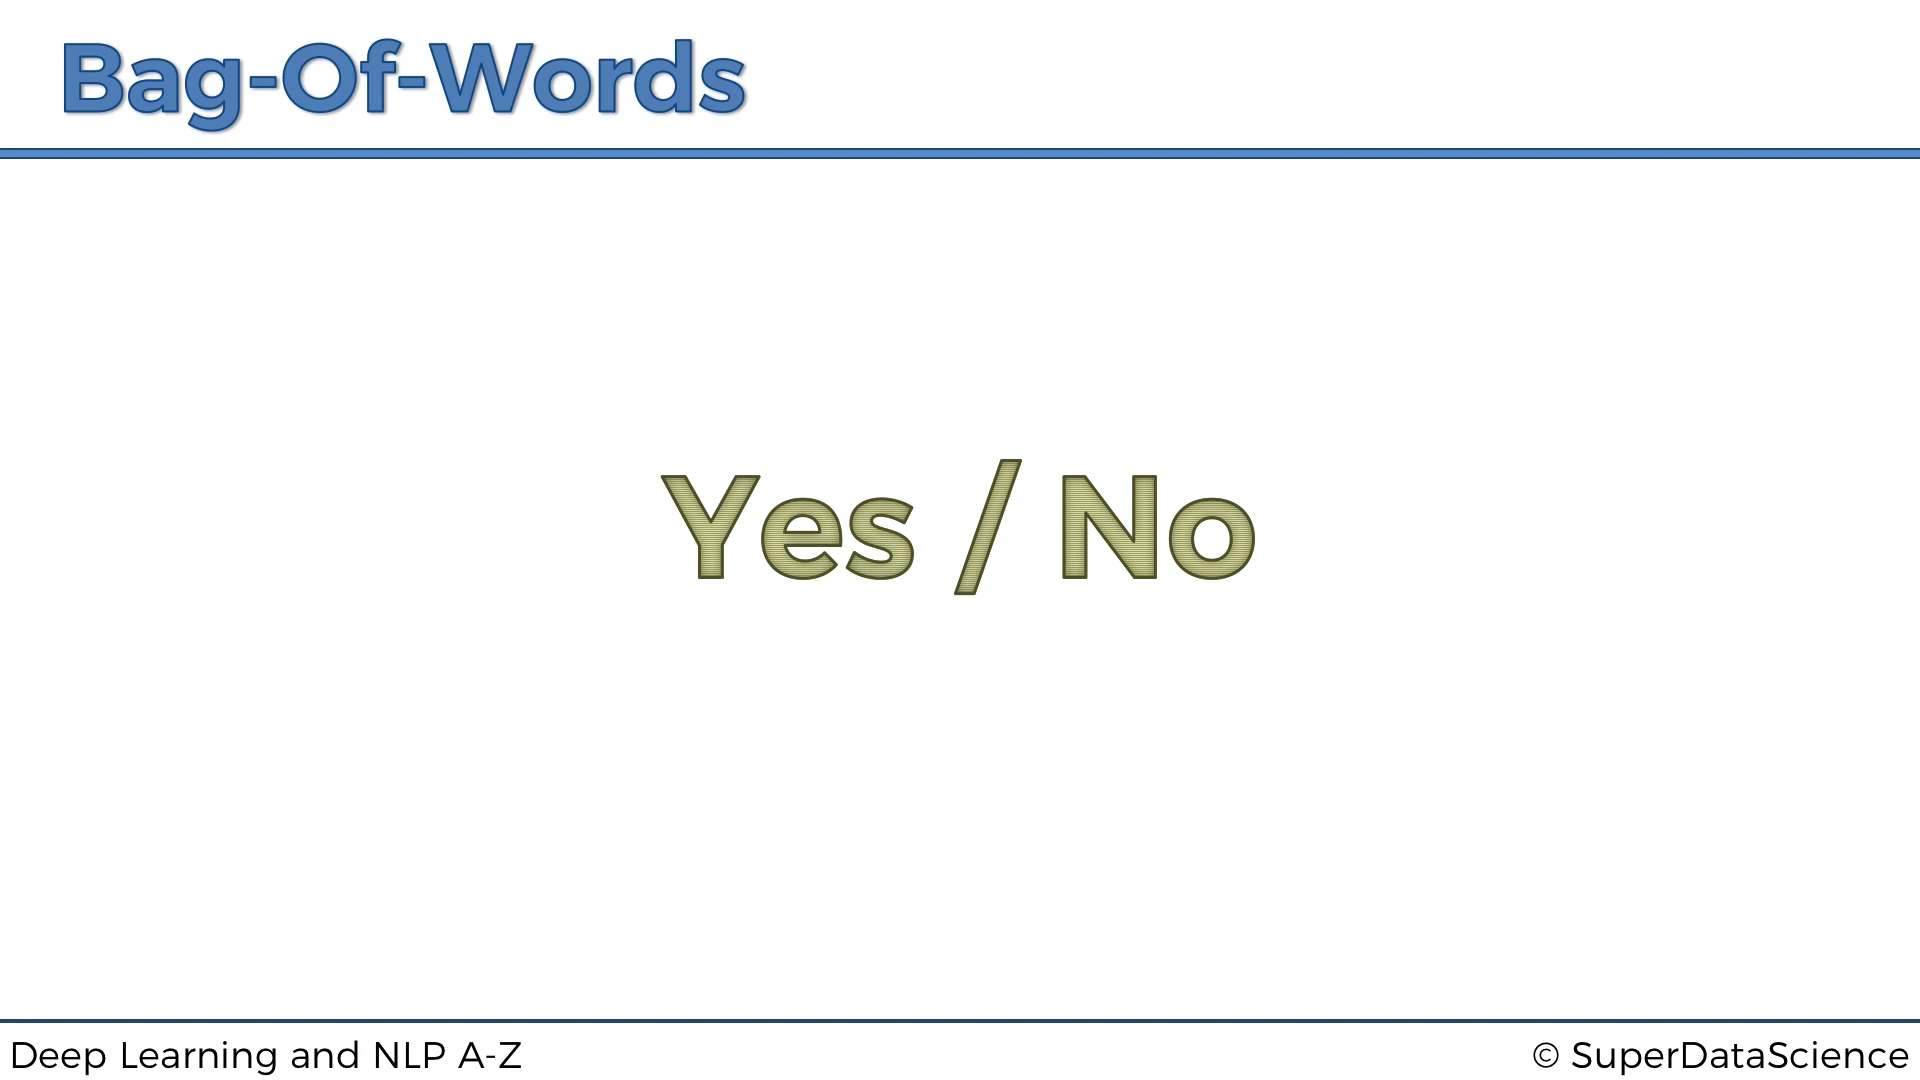 Bag-Of-Words
Yes / No
Deep Learning and NLP A-Z
© SuperDataScience